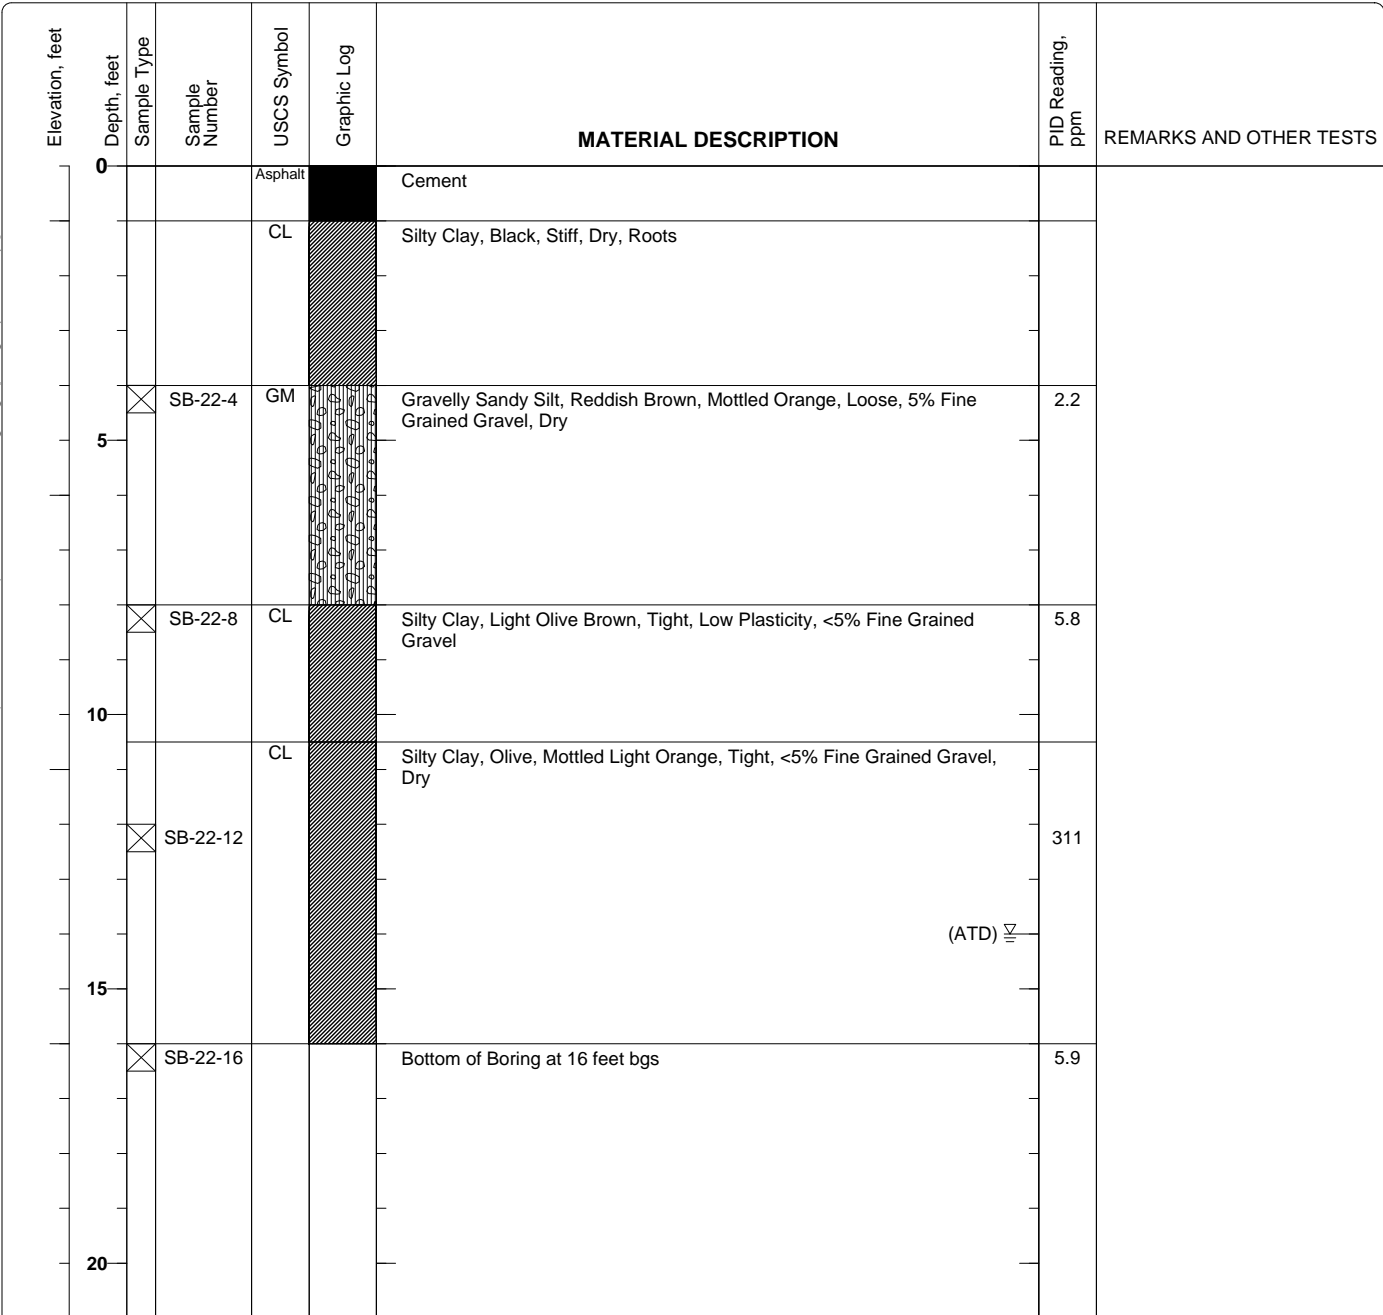 Elevation, feet
Depth, feet
Sample Type
Sample
Number
USCS Symbol
Graphic Log
MATERIAL DESCRIPTION
PID Reading,
ppm
REMARKS AND OTHER TESTS
0
Asphalt
Cement
CL
Silty Clay, Black, Stiff, Dry, Roots
SB-22-4
GM
Gravelly Sandy Silt, Reddish Brown, Mottled Orange, Loose, 5% Fine
Grained Gravel, Dry
2.2
5
SB-22-8
CL
Silty Clay, Light Olive Brown, Tight, Low Plasticity, <5% Fine Grained
Gravel
5.8
10
CL
Silty Clay, Olive, Mottled Light Orange, Tight, <5% Fine Grained Gravel,
Dry
SB-22-12
311
(ATD)
15
SB-22-16
Bottom of Boring at 16 feet bgs
5.9
20